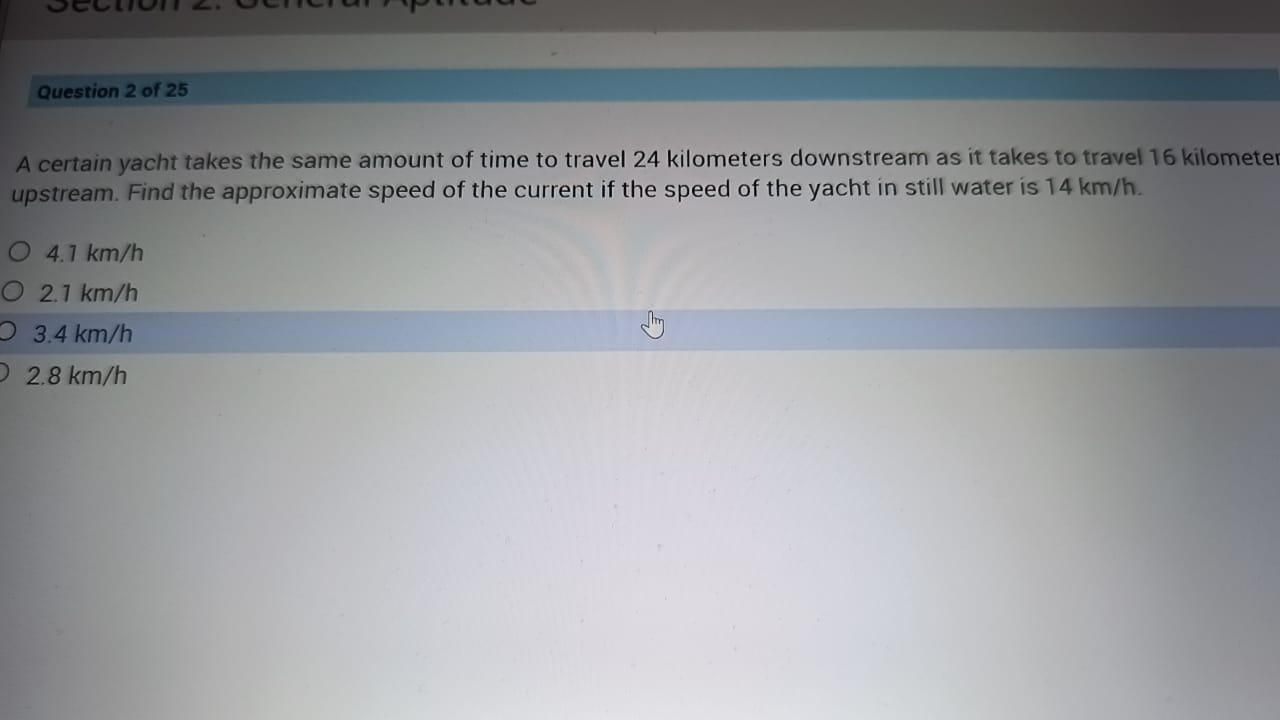 Section 2: General Aptitude
Question 2 of 25
A certain yacht takes the same amount of time to travel 24 kilometers downstream as it takes to travel 16 kilometer
upstream. Find the approximate speed of the current if the speed of the yacht in still water is 14 km/h.
4.1 km/h
2.1 km/h
3.4 km/h
2.8 km/h